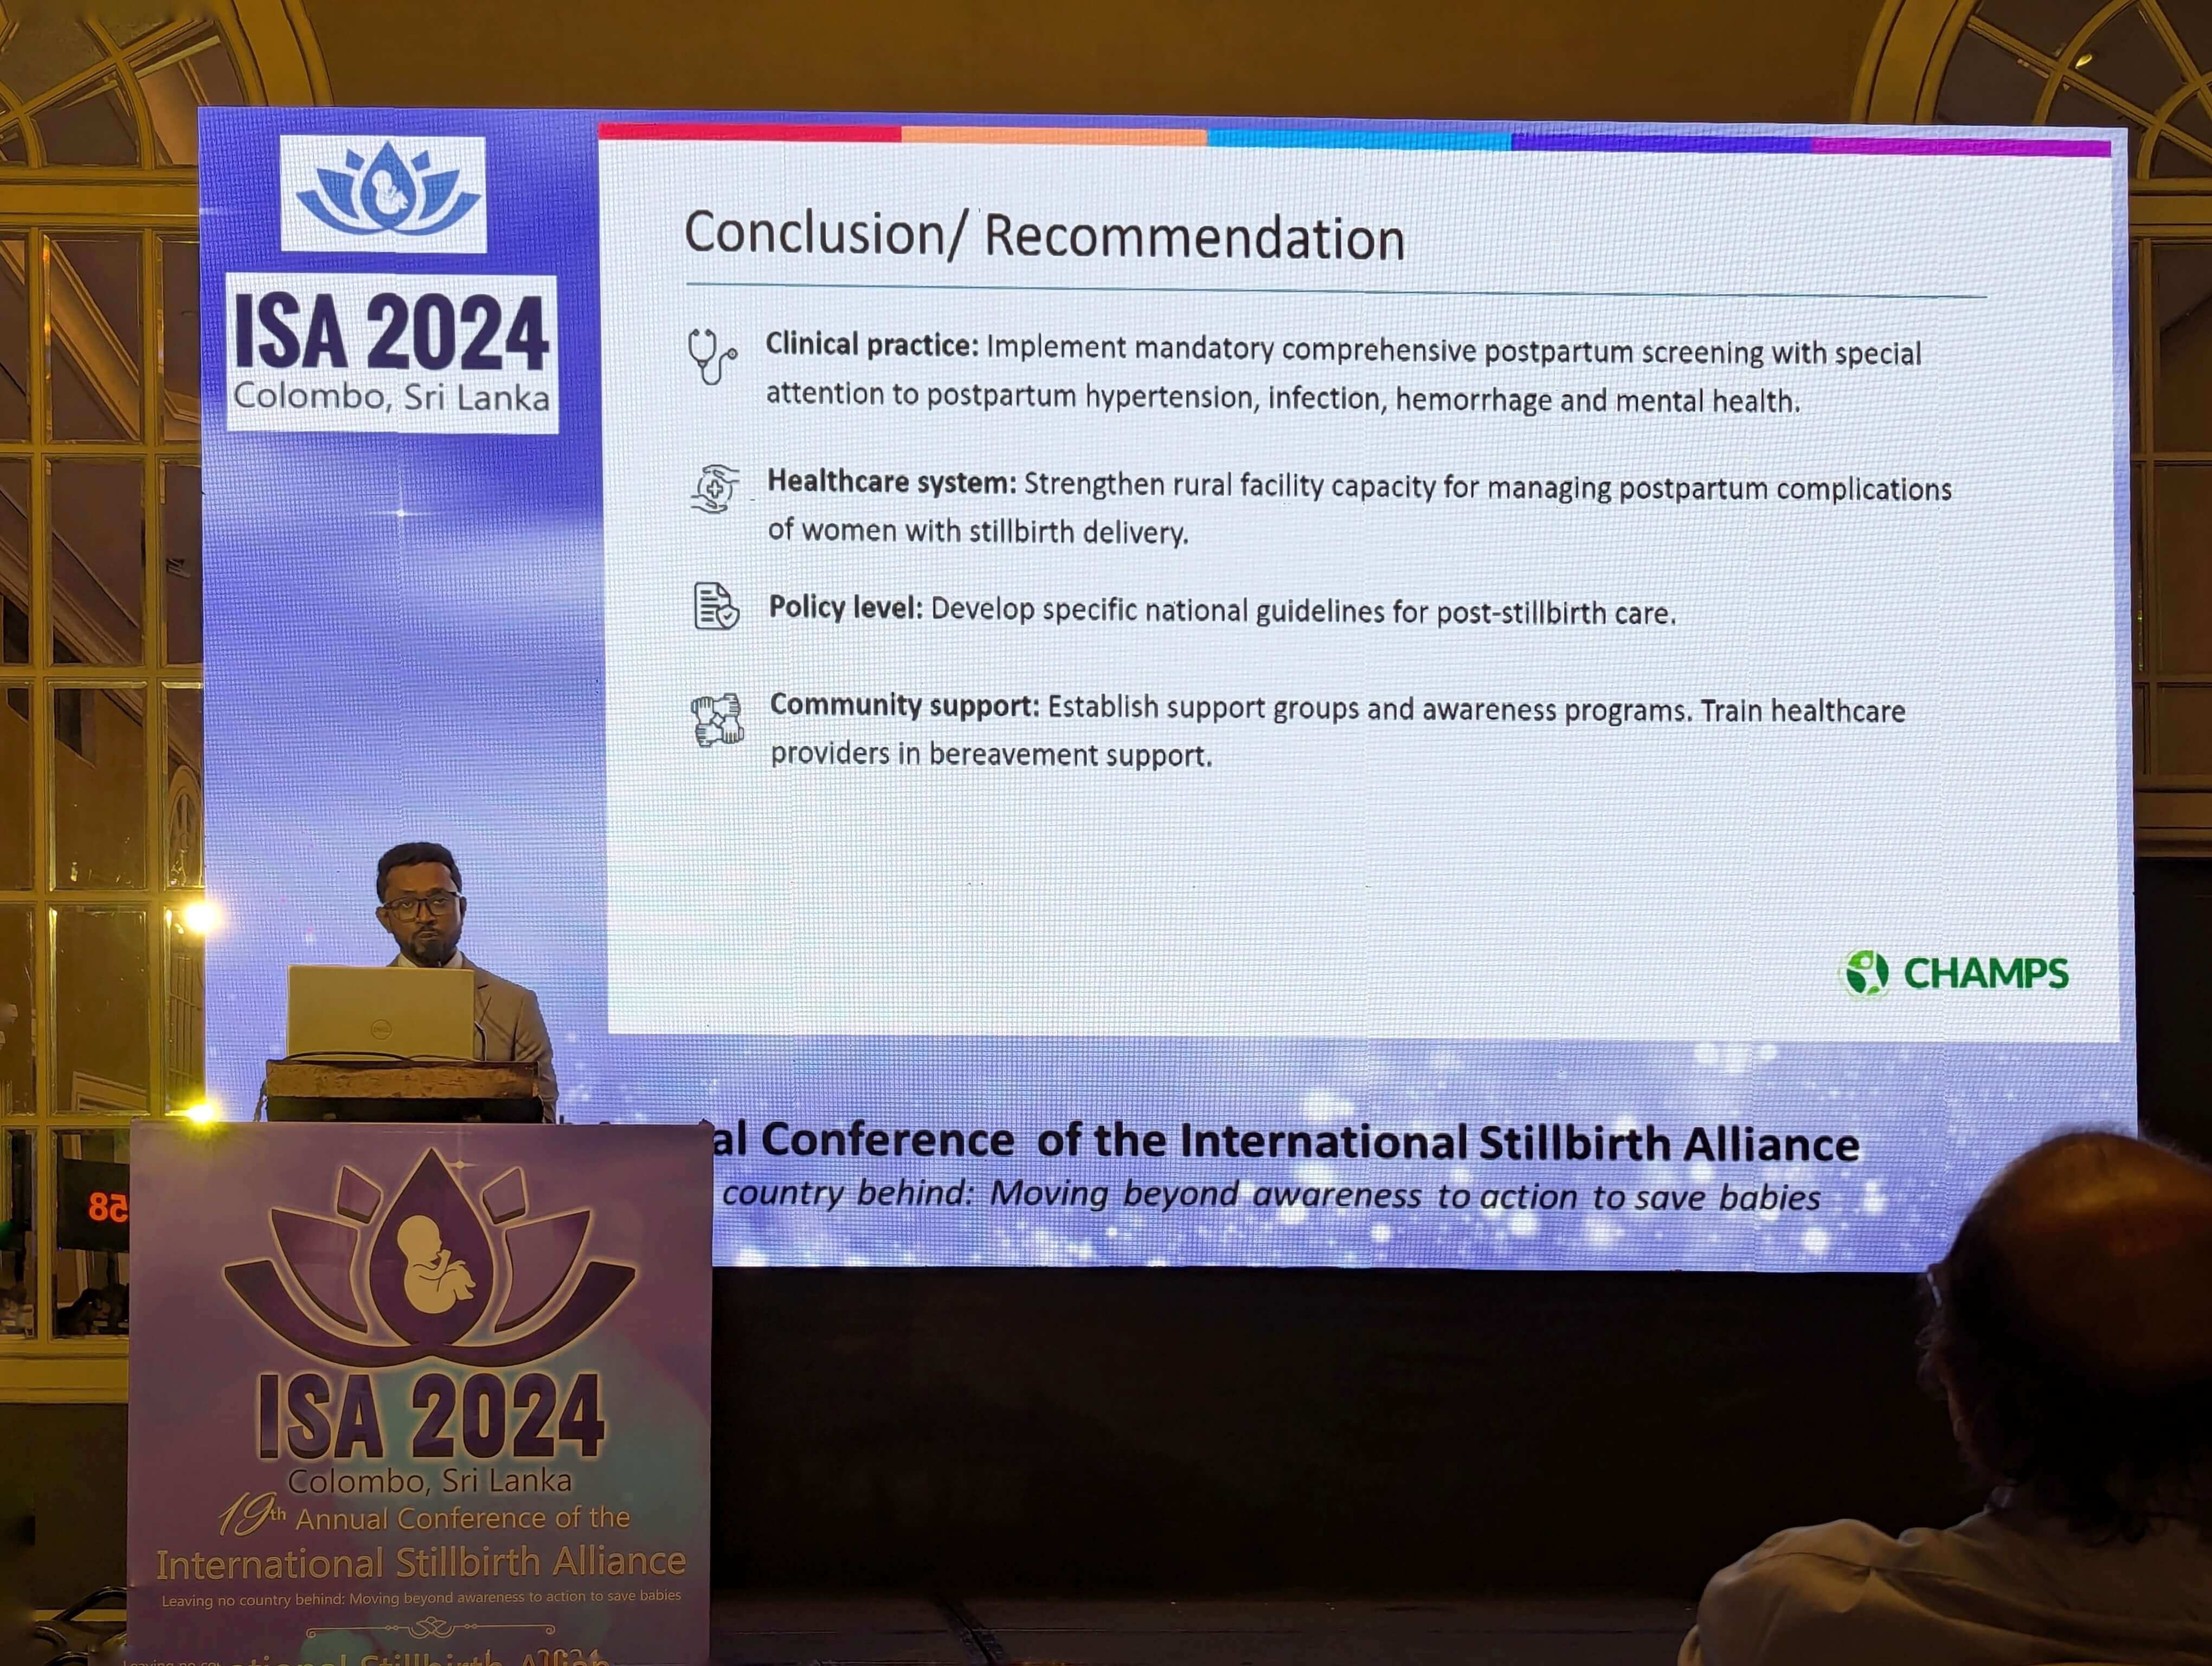 ISA 2024
Colombo, Sri Lanka
Conclusion/ Recommendation
Clinical practice: Implement mandatory comprehensive postpartum screening with special
attention to postpartum hypertension, infection, hemorrhage and mental health.
Healthcare system: Strengthen rural facility capacity for managing postpartum complications
of women with stillbirth delivery.
Policy level: Develop specific national guidelines for post-stillbirth care.
Community support: Establish support groups and awareness programs. Train healthcare
providers in bereavement support.
CHAMPS
al Conference of the International Stillbirth Alliance
country behind: Moving beyond awareness to action to save babies
DELL
58
ISA 2024
Colombo, Sri Lanka
19th Annual Conference of the
International Stillbirth Alliance
Leaving no country behind: Moving beyond awareness to action to save babies